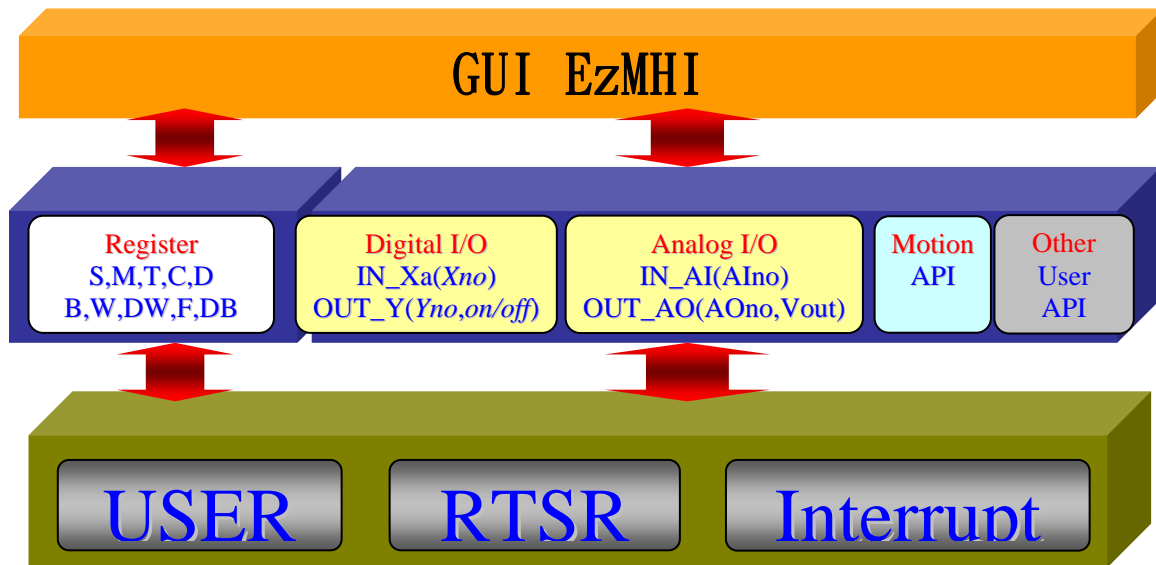 GUI EzMHI
Register
S,M,T,C,D
B,W,DW,F,DB
Digital I/O
IN_Xa(Xno)
OUT_Y(Yno,on/off)
Analog I/O
IN_AI(AIno)
OUT_AO(AOno,Vout)
Motion
API
Other
User
API
USER
RTSR
Interrupt